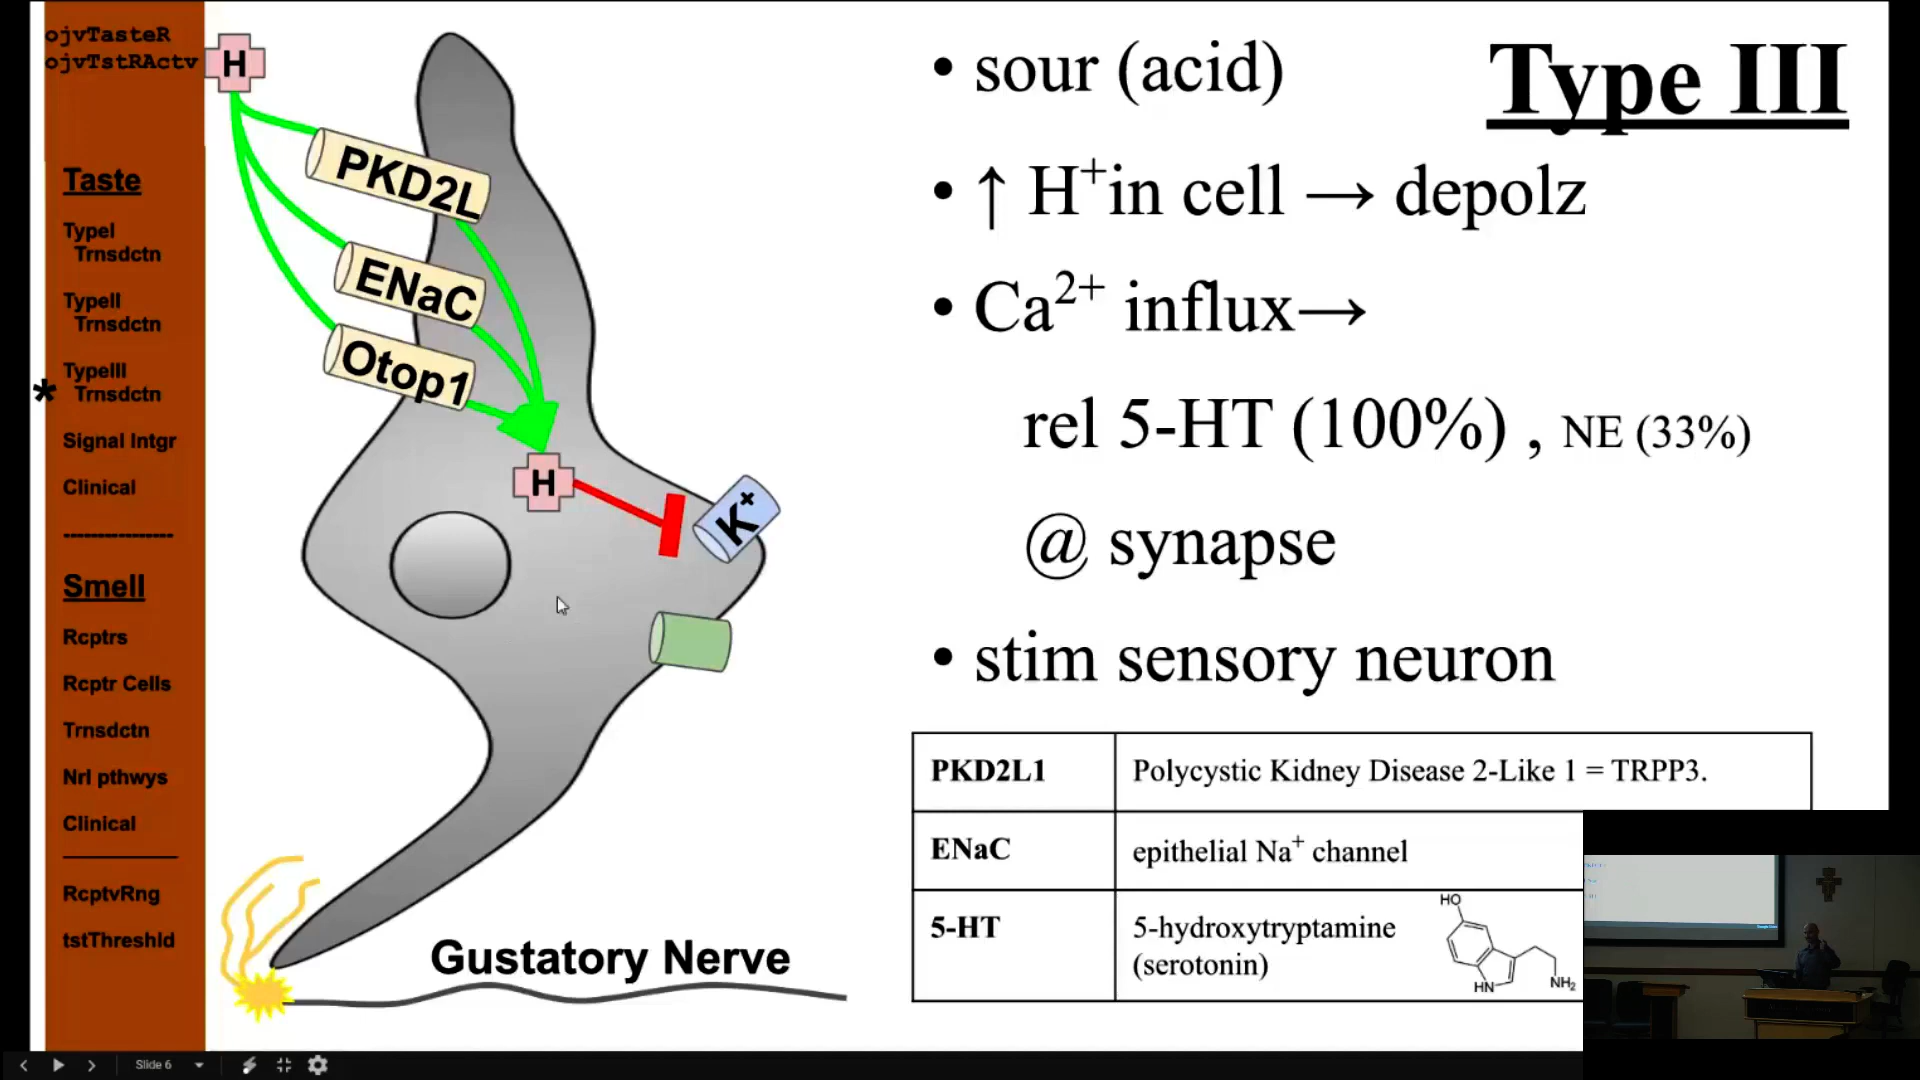 ojvTasteR
ojvTstRActv
Taste
TypeI
Trnsdctn
TypeII
Trnsdctn
TypeIII
* Trnsdctn
Signal Intgr
Clinical
----------------
Smell
Rcptrs
Rcptr Cells
Trnsdctn
Nrl pthwys
Clinical
RcptvRng
tstThreshld
H
PKD2L
ENaC
Otop1
H
K+
Gustatory Nerve
Type III
• sour (acid)
• ↑ H+in cell → depolz
• Ca2+ influx→
rel 5-HT (100%) , NE (33%)
@ synapse
• stim sensory neuron
PKD2L1 Polycystic Kidney Disease 2-Like 1 = TRPP3.
ENaC epithelial Na+ channel
5-HT 5-hydroxytryptamine
(serotonin)
HO
HN
NH2
Slide 6